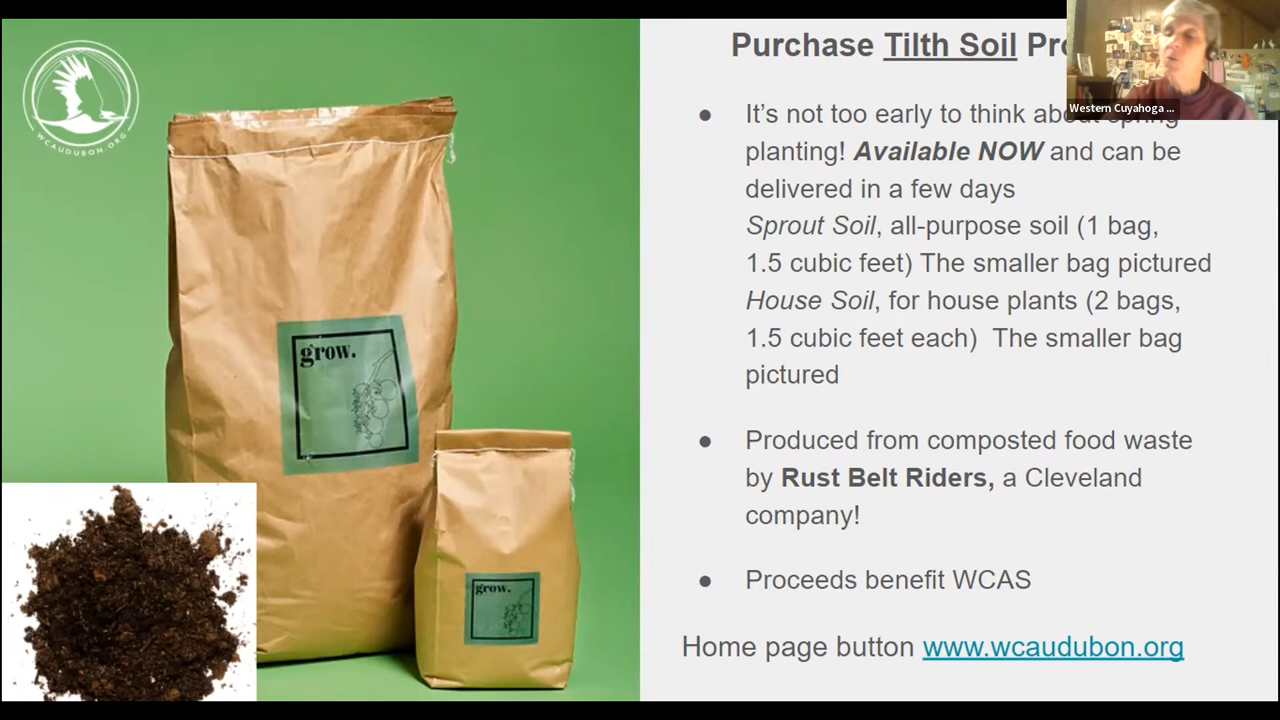 WCAUDUBON.ORG
grow.
grow.
Purchase Tilth Soil
Western Cuyahoga ...
● It’s not too early to think about spring
planting! Available NOW and can be
delivered in a few days
Sprout Soil, all-purpose soil (1 bag,
1.5 cubic feet) The smaller bag pictured
House Soil, for house plants (2 bags,
1.5 cubic feet each)  The smaller bag
pictured
● Produced from composted food waste
by Rust Belt Riders, a Cleveland
company!
● Proceeds benefit WCAS
Home page button www.wcaudubon.org